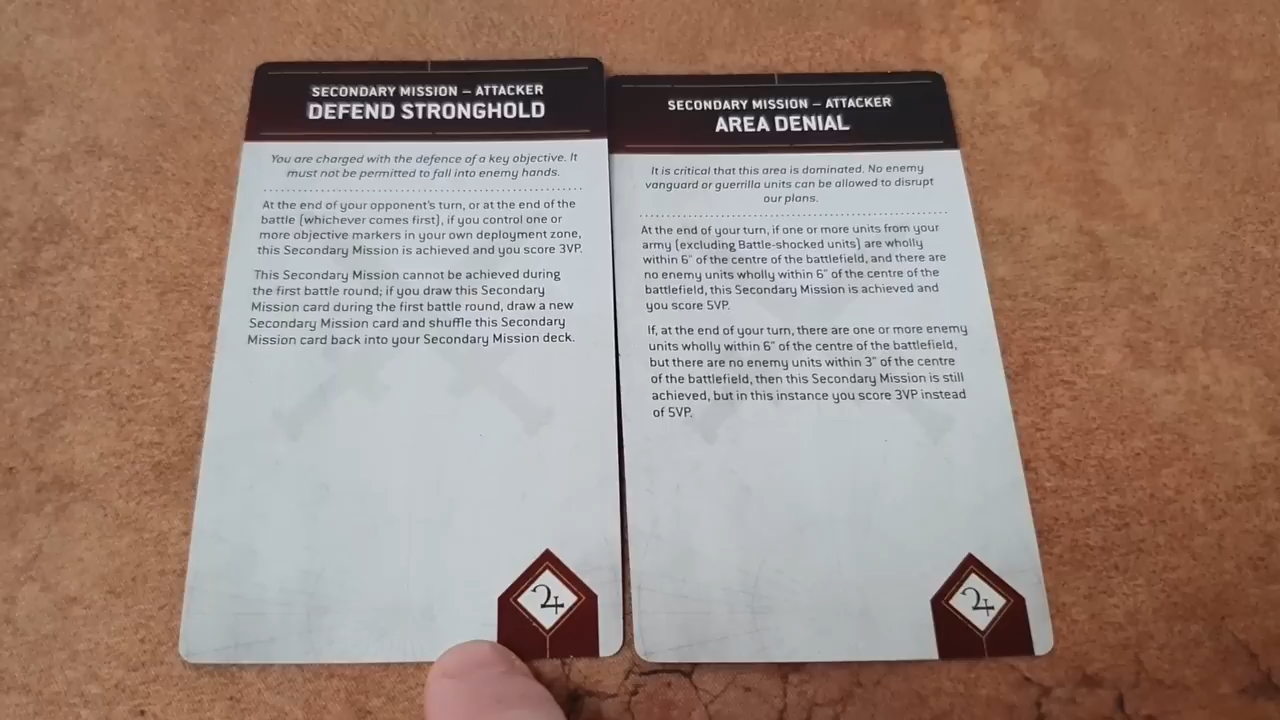 SECONDARY MISSION – ATTACKER
DEFEND STRONGHOLD
You are charged with the defence of a key objective. It
must not be permitted to fall into enemy hands.
At the end of your opponent's turn, or at the end of the
battle (whichever comes first), if you control one or
more objective markers in your own deployment zone,
this Secondary Mission is achieved and you score 3VP.
This Secondary Mission cannot be achieved during
the first battle round; if you draw this Secondary
Mission card during the first battle round, draw a new
Secondary Mission card and shuffle this Secondary
Mission card back into your Secondary Mission deck.
SECONDARY MISSION – ATTACKER
AREA DENIAL
It is critical that this area is dominated. No enemy
vanguard or guerrilla units can be allowed to disrupt
our plans.
At the end of your turn, if one or more units from your
army (excluding Battle-shocked units) are wholly
within 6" of the centre of the battlefield, and there are
no enemy units wholly within 6" of the centre of the
battlefield, this Secondary Mission is achieved and
you score 5VP.
If, at the end of your turn, there are one or more enemy
units wholly within 6" of the centre of the battlefield,
but there are no enemy units within 3" of the centre
of the battlefield, then this Secondary Mission is still
achieved, but in this instance you score 3VP instead
of 5VP.